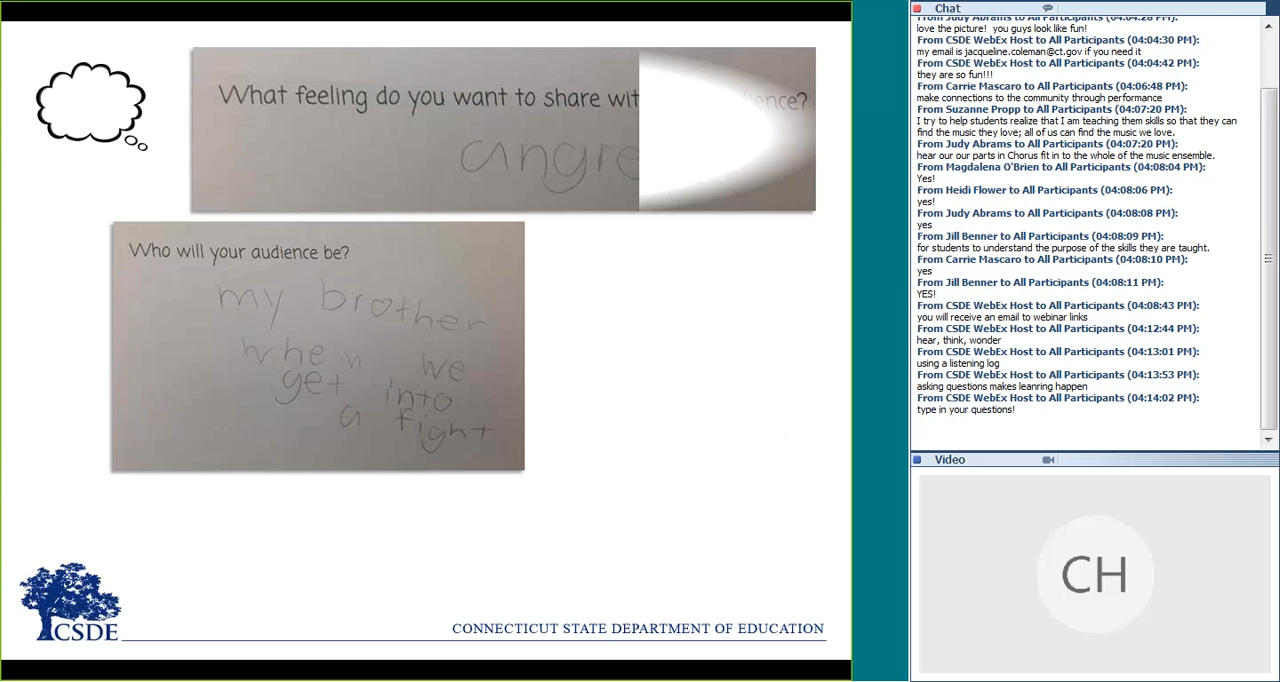 What feeling do you want to share wit ence?
angre
Who will your audience be?
my brother
when we
get into
a fight
CSDE
CONNECTICUT STATE DEPARTMENT OF EDUCATION
Chat
From Judy Abrams to All Participants (04:04:28 PM):
love the picture! you guys look like fun!
From CSDE WebEx Host to All Participants (04:04:30 PM):
my email is jacqueline.coleman@ct.gov if you need it
From CSDE WebEx Host to All Participants (04:04:42 PM):
they are so fun!!!
From Carrie Mascaro to All Participants (04:06:48 PM):
make connections to the community through performance
From Suzanne Propp to All Participants (04:07:20 PM):
I try to help students realize that I am teaching them skills so that they can
find the music they love; all of us can find the music we love.
From Judy Abrams to All Participants (04:07:20 PM):
hear our our parts in Chorus fit in to the whole of the music ensemble.
From Magdalena O'Brien to All Participants (04:08:04 PM):
Yes!
From Heidi Flower to All Participants (04:08:06 PM):
yes!
From Judy Abrams to All Participants (04:08:08 PM):
yes
From Jill Benner to All Participants (04:08:09 PM):
for students to understand the purpose of the skills they are taught.
From Carrie Mascaro to All Participants (04:08:10 PM):
yes
From Jill Benner to All Participants (04:08:11 PM):
YES!
From CSDE WebEx Host to All Participants (04:08:43 PM):
you will receive an email to webinar links
From CSDE WebEx Host to All Participants (04:12:44 PM):
hear, think, wonder
From CSDE WebEx Host to All Participants (04:13:01 PM):
using a listening log
From CSDE WebEx Host to All Participants (04:13:53 PM):
asking questions makes leanring happen
From CSDE WebEx Host to All Participants (04:14:02 PM):
type in your questions!
Video
CH